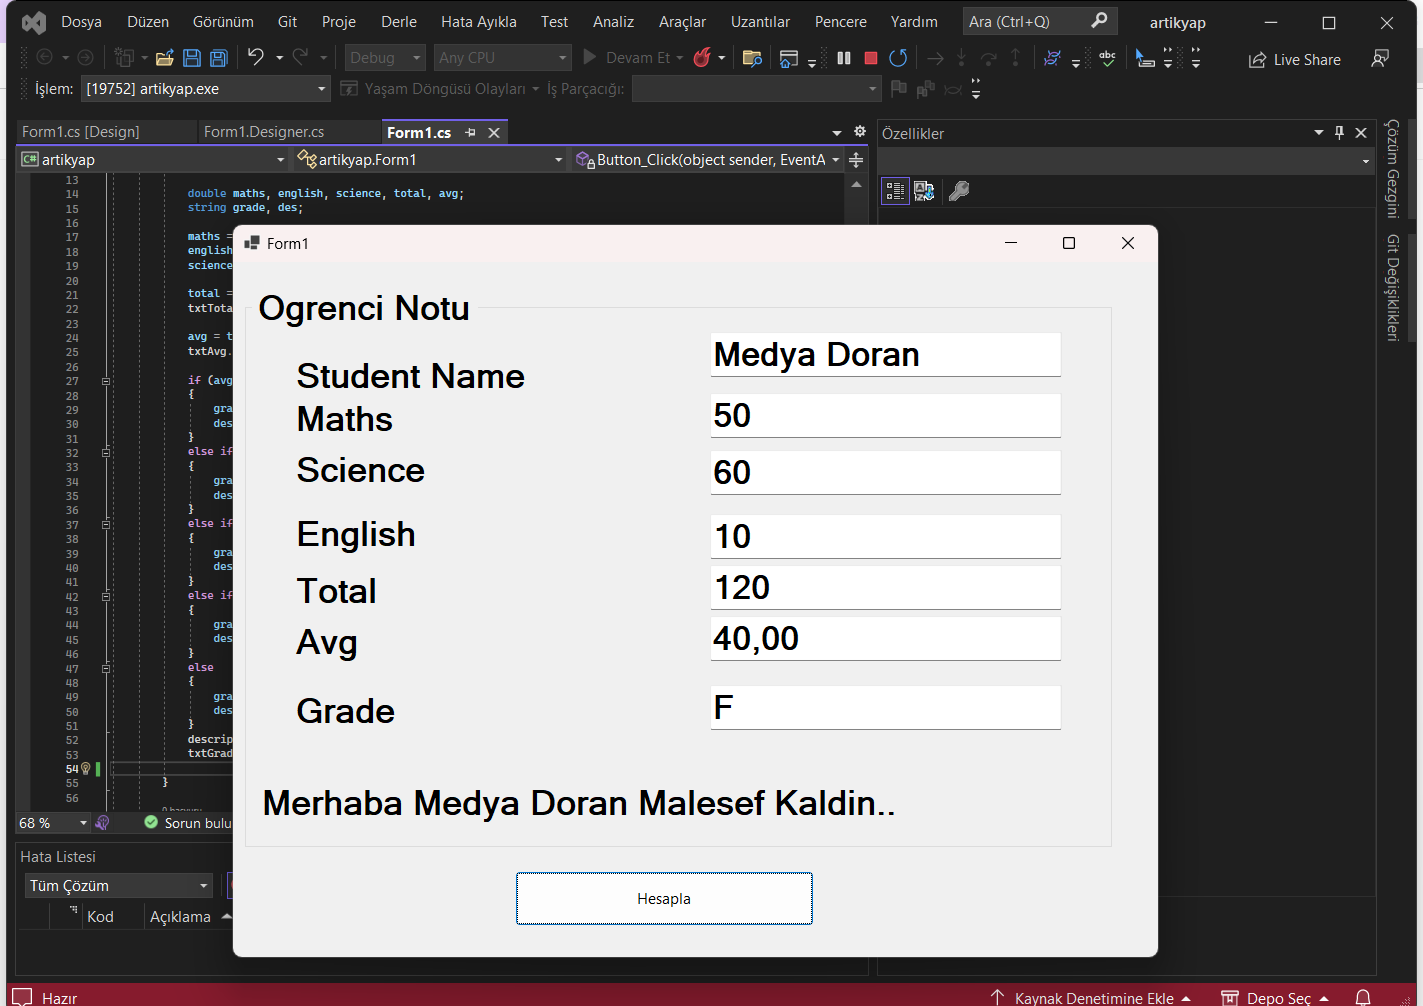 Dosya Düzen Görünüm Git Proje Derle Hata Ayıkla Test Analiz Araçlar Uzantılar Pencere Yardım Ara (Ctrl+Q) artikyap
Debug Any CPU Devam Et abc Live Share
İşlem: [19752] artikyap.exe Yaşam Döngüsü Olayları İş Parçacığı:
Form1.cs [Design] Form1.Designer.cs Form1.cs
C# artikyap artikyap.Form1 Button_Click(object sender, EventA
Özellikler
Çözüm Gezgini
Git Değişiklikleri
13
14 double maths, english, science, total, avg;
15 string grade, des;
16
17 maths =
18 english
19 science
20
21 total =
22 txtTota
23
24 avg = t
25 txtAvg.
26
27 if (avg
28 {
29 gra
30 des
31 }
32 else if
33 {
34 gra
35 des
36 }
37 else if
38 {
39 gra
40 des
41 }
42 else if
43 {
44 gra
45 des
46 }
47 else
48 {
49 gra
50 des
51 }
52 descrip
53 txtGrad
54
55 }
56
Form1
Ogrenci Notu
Student Name Medya Doran
Maths 50
Science 60
English 10
Total 120
Avg 40,00
Grade F
Merhaba Medya Doran Malesef Kaldin..
Hesapla
68 % Sorun bulu
Hata Listesi
Tüm Çözüm
Kod Açıklama
Hazır Kaynak Denetimine Ekle Depo Seç